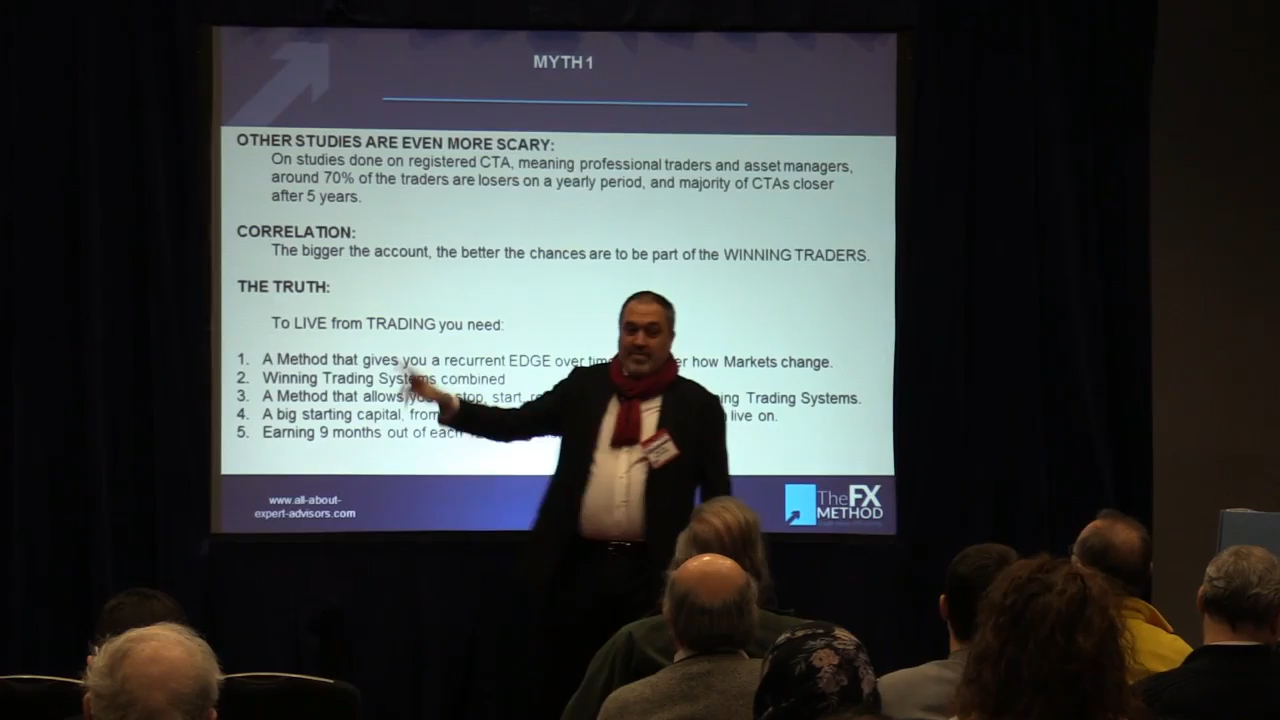 MYTH 1
OTHER STUDIES ARE EVEN MORE SCARY:
On studies done on registered CTA, meaning professional traders and asset managers,
around 70% of the traders are losers on a yearly period, and majority of CTAs closer
after 5 years.
CORRELATION:
The bigger the account, the better the chances are to be part of the WINNING TRADERS.
THE TRUTH:
To LIVE from TRADING you need:
1. A Method that gives you a recurrent EDGE over how Markets change.
2. Winning Trading Systems combined
3. A Method that allows stop, start, Trading Systems.
4. A big starting capital, from live on.
5. Earning 9 months out of each
www.all-about-
expert-advisors.com
The FX
METHOD